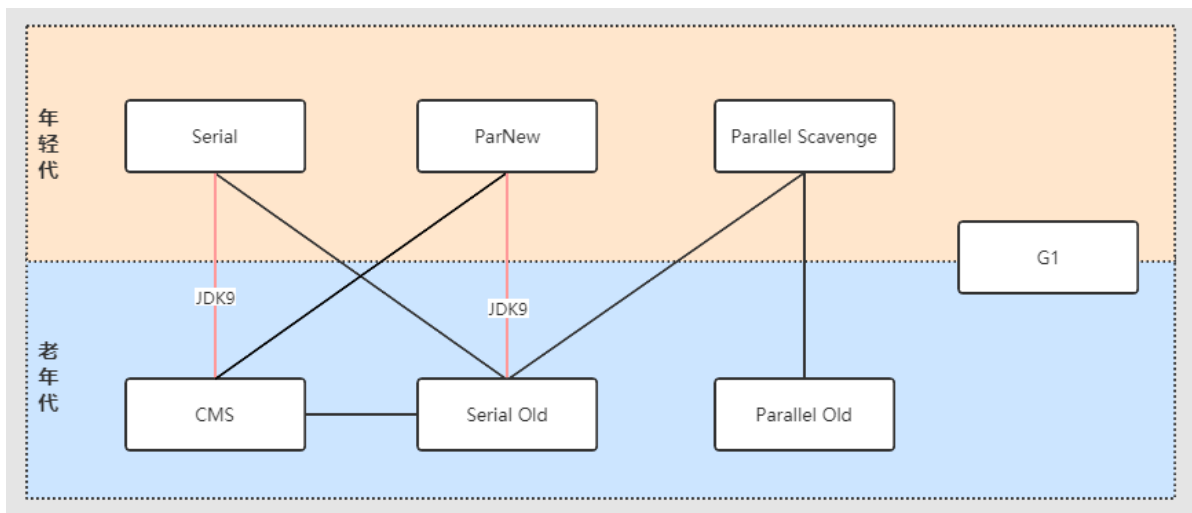 年轻代
Serial
ParNew
Parallel Scavenge
G1
JDK9
JDK9
老年代
CMS
Serial Old
Parallel Old